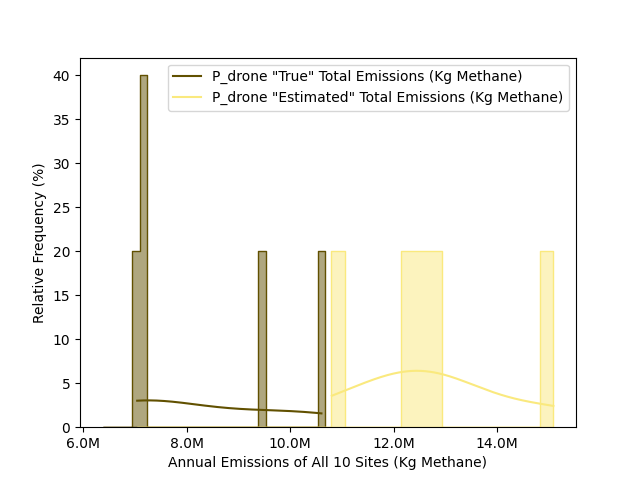 P_drone "True" Total Emissions (Kg Methane)
P_drone "Estimated" Total Emissions (Kg Methane)
Relative Frequency (%)
40
35
30
25
20
15
10
5
0
6.0M 8.0M 10.0M 12.0M 14.0M
Annual Emissions of All 10 Sites (Kg Methane)